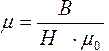 μ = B / (H · μ₀)